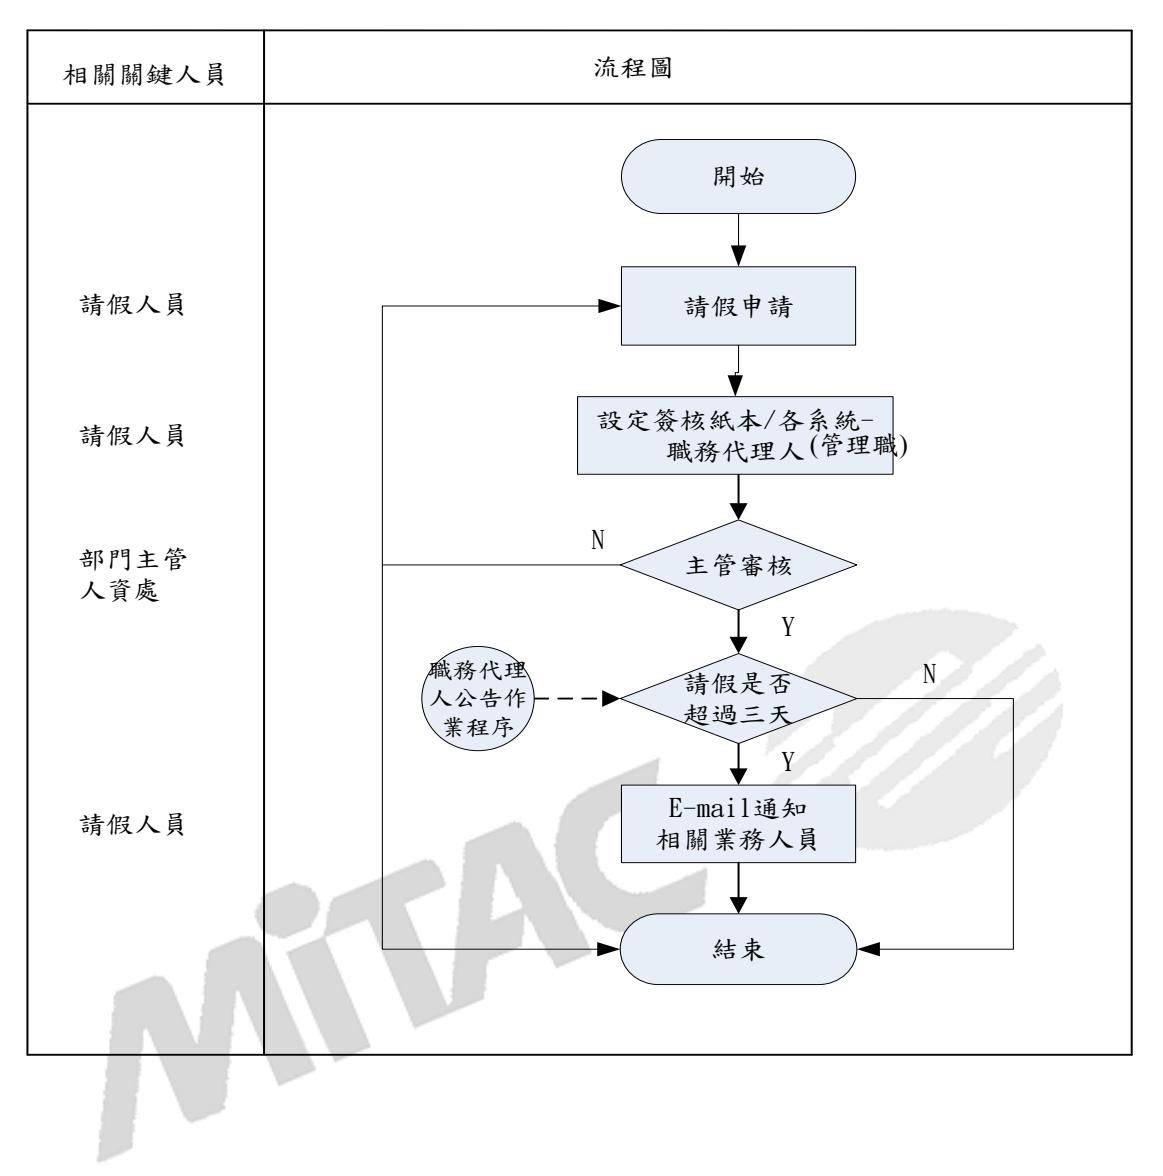 相關關鍵人員
流程圖
開始
請假人員
請假申請
請假人員
設定簽核紙本/各系統-
職務代理人(管理職)
部門主管
人資處
N
主管審核
Y
職務代理
人公告作
業程序
請假是否
超過三天
N
Y
請假人員
E-mail通知
相關業務人員
結束
MiTAC